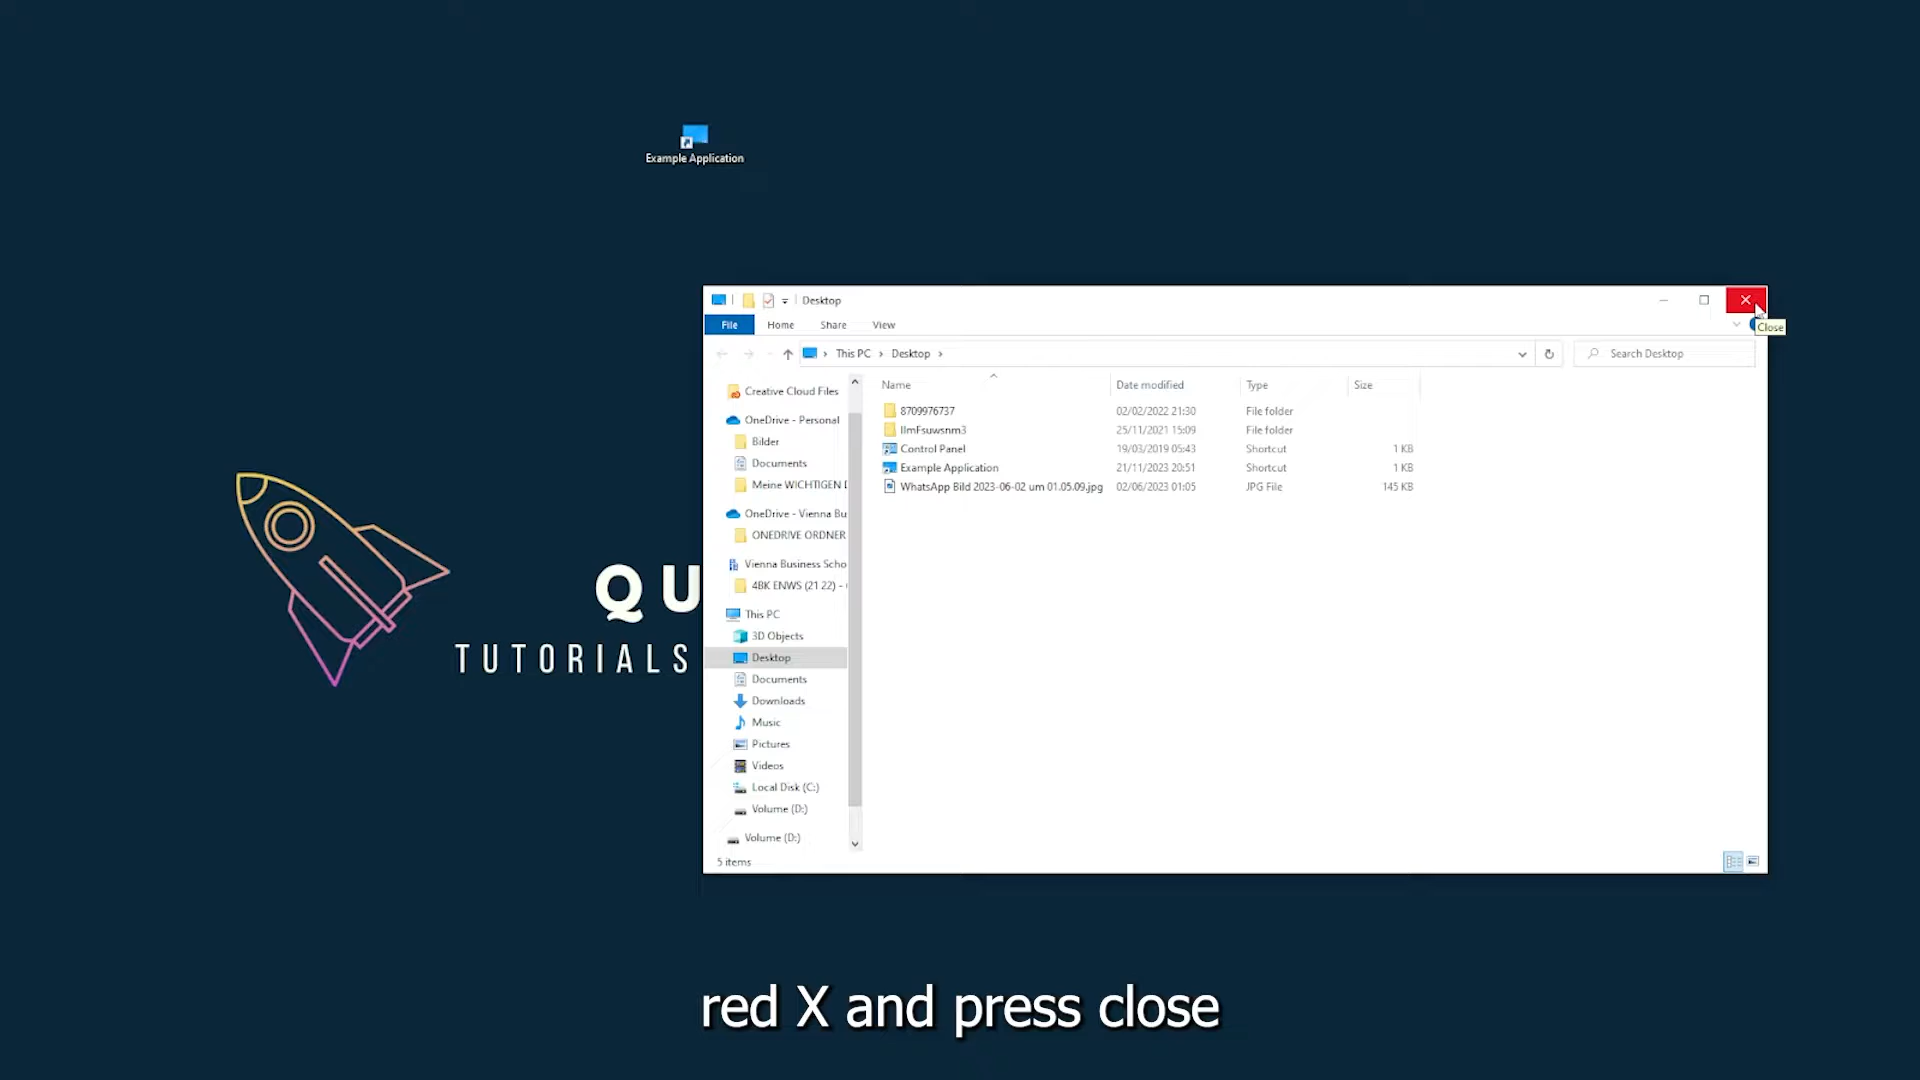 Example Application
Desktop
Close
File Home Share View
This PC Desktop
Search Desktop
Creative Cloud Files
OneDrive - Personal
Bilder
Documents
Meine WICHTIGEN
OneDrive - Vienna Bu
ONEDRIVE ORDNER
Vienna Business Scho
4BK ENWS (21 22) -
This PC
3D Objects
Desktop
Documents
Downloads
Music
Pictures
Videos
Local Disk (C:)
Volume (D:)
Volume (D:)
5 items
Name Date modified Type Size
8709976737 02/02/2022 21:30 File folder
25/11/2021 15:09 File folder
Control Panel 19/03/2019 05:43 Shortcut 1 KB
Example Application 21/11/2023 20:51 Shortcut 1 KB
WhatsApp Bild 2023-06-02 um 01.05.09.jpg 02/06/2023 01:05 JPG File 145 KB
QU
TUTORIALS
red X and press close